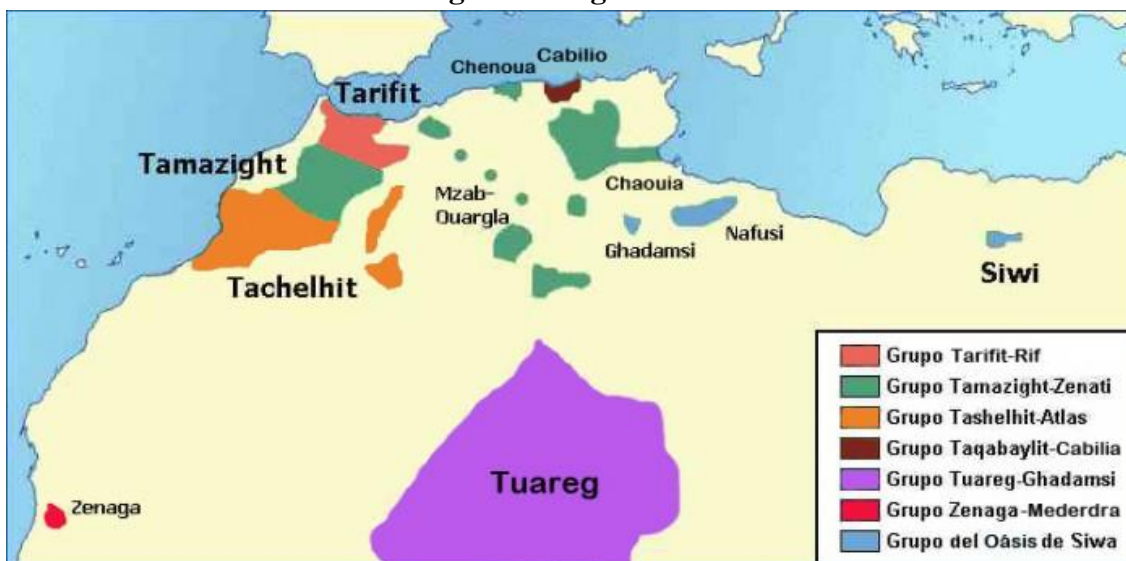 Chenoua
Cabilio
Tarifit
Tamazight
Mzab-
Ouargla
Chaouia
Ghadamsi
Nafusi
Siwi
Tachelhit
Tuareg
Zenaga
Grupo Tarifit-Rif
Grupo Tamazight-Zenati
Grupo Tashelhit-Atlas
Grupo Taqabaylit-Cabilia
Grupo Tuareg-Ghadamsi
Grupo Zenaga-Mederdra
Grupo del Oásis de Siwa